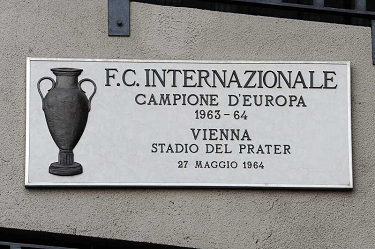 F.C. INTERNAZIONALE
CAMPIONE D'EUROPA
1963-64
VIENNA
STADIO DEL PRATER
27 MAGGIO 1964